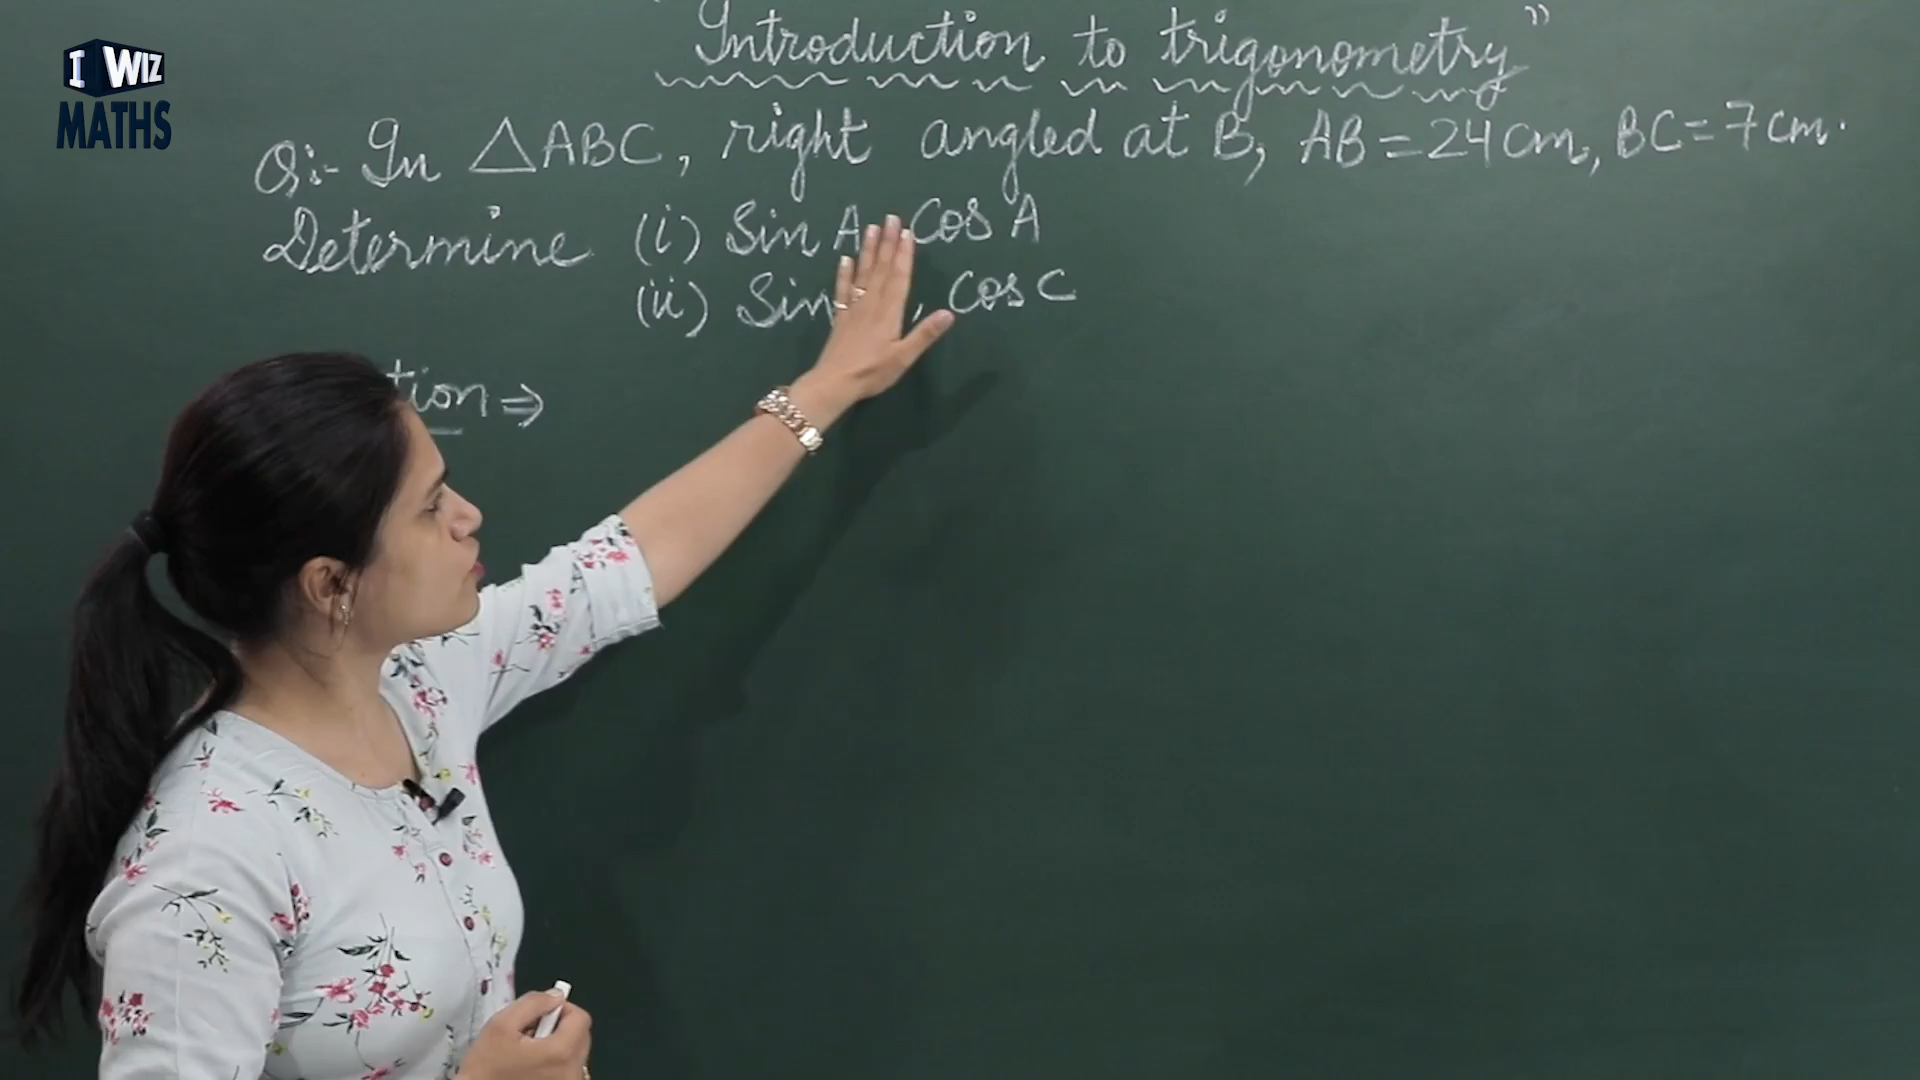 I WIZ
MATHS
"Introduction to trigonometry"
Q:- In △ABC, right angled at B, AB = 24 cm, BC = 7 cm.
Determine (i) Sin A, Cos A
(ii) Sin , Cos C
tion ⇒